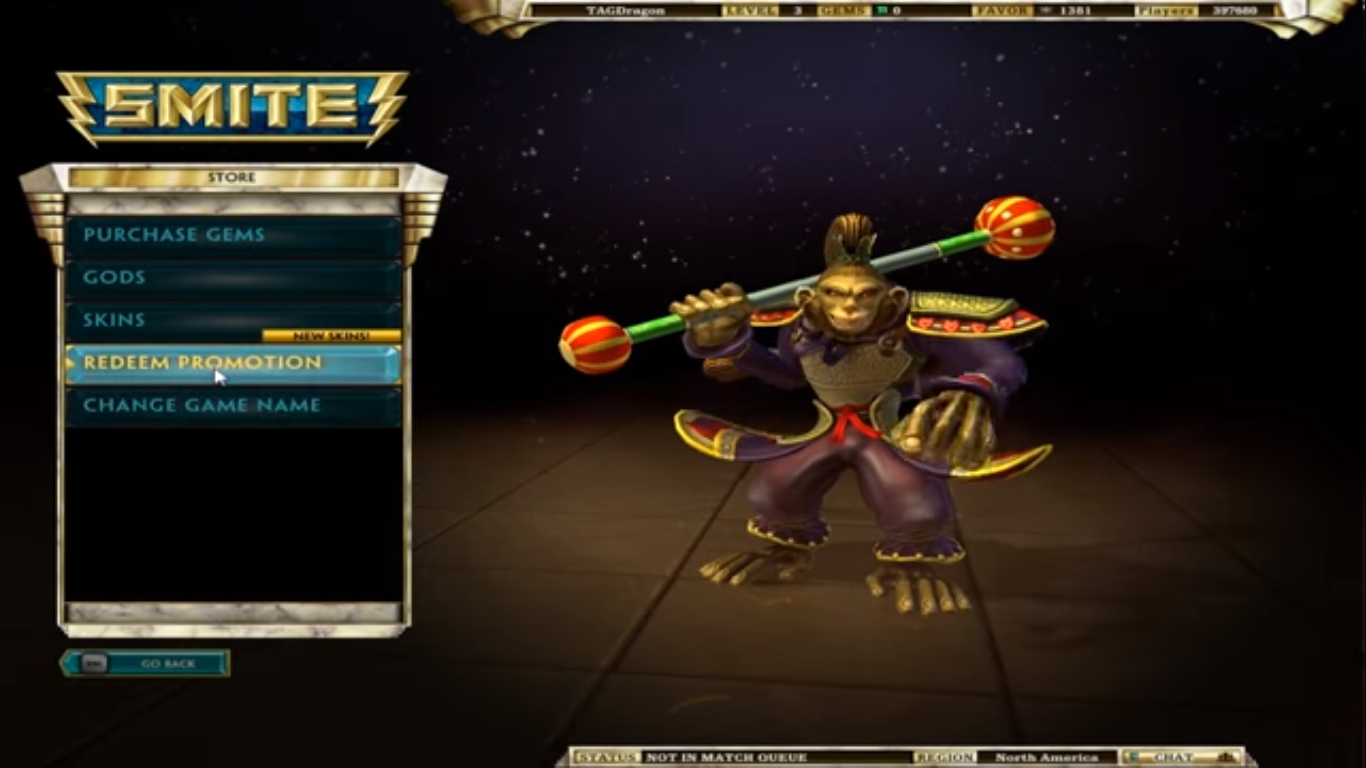 TAGDragon LEVEL 3 GEMS 0 FAVOR 1381 Players 397680
SMITE
STORE
PURCHASE GEMS
GODS
SKINS
NEW SKINS!
REDEEM PROMOTION
CHANGE GAME NAME
GO BACK
STATUS NOT IN MATCH QUEUE REGION North America CHAT